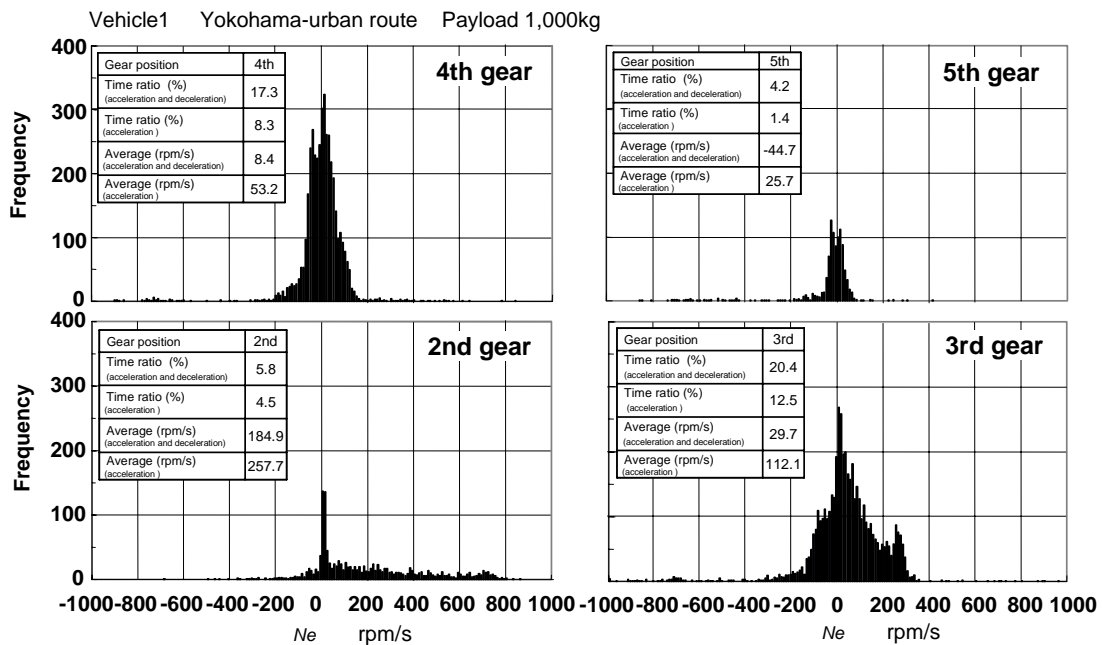 Vehicle1 Yokohama-urban route Payload 1,000kg
400
300
200
100
0
Frequency
4th gear
Gear position 4th
Time ratio (%) 17.3
(acceleration and deceleration)
Time ratio (%) 8.3
(acceleration )
Average (rpm/s) 8.4
(acceleration and deceleration)
Average (rpm/s) 53.2
(acceleration )
5th gear
Gear position 5th
Time ratio (%) 4.2
(acceleration and deceleration)
Time ratio (%) 1.4
(acceleration )
Average (rpm/s) -44.7
(acceleration and deceleration)
Average (rpm/s) 25.7
(acceleration )
400
300
200
100
0
Frequency
2nd gear
Gear position 2nd
Time ratio (%) 5.8
(acceleration and deceleration)
Time ratio (%) 4.5
(acceleration )
Average (rpm/s) 184.9
(acceleration and deceleration)
Average (rpm/s) 257.7
(acceleration )
3rd gear
Gear position 3rd
Time ratio (%) 20.4
(acceleration and deceleration)
Time ratio (%) 12.5
(acceleration )
Average (rpm/s) 29.7
(acceleration and deceleration)
Average (rpm/s) 112.1
(acceleration )
-1000 -800 -600 -400 -200 0 200 400 600 800 1000
-1000 -800 -600 -400 -200 0 200 400 600 800 1000
Ne rpm/s
Ne rpm/s